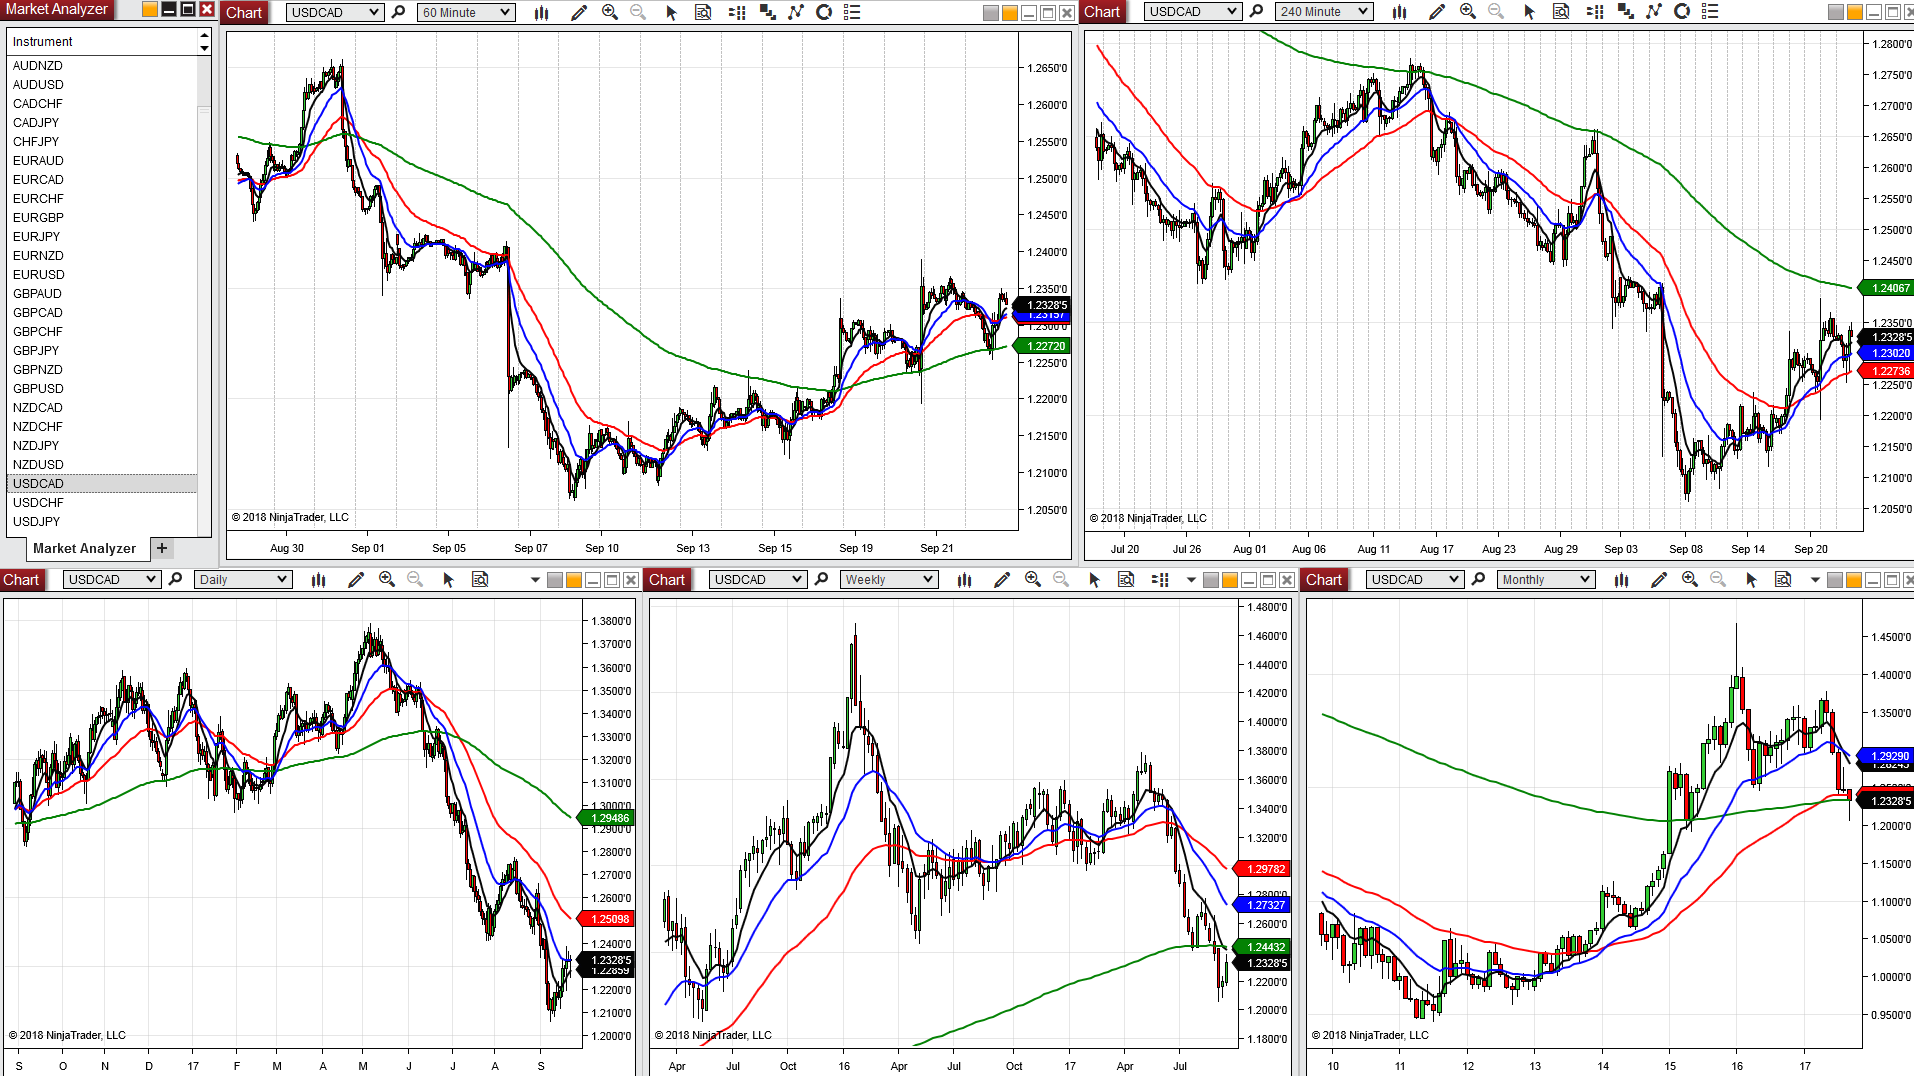 Market Analyzer
Instrument
AUDNZD
AUDUSD
CADCHF
CADJPY
CHFJPY
EURAUD
EURCAD
EURCHF
EURGBP
EURJPY
EURNZD
EURUSD
GBPAUD
GBPCAD
GBPCHF
GBPJPY
GBPNZD
GBPUSD
NZDCAD
NZDCHF
NZDJPY
NZDUSD
USDCAD
USDCHF
USDJPY
Market Analyzer +
Chart USDCAD 60 Minute
1.2650'0
1.2600'0
1.2550'0
1.2500'0
1.2450'0
1.2400'0
1.2350'0
1.2328'5
1.2300'0
1.22720
1.2250'0
1.2200'0
1.2150'0
1.2100'0
1.2050'0
© 2018 NinjaTrader, LLC
Aug 30 Sep 01 Sep 05 Sep 07 Sep 10 Sep 13 Sep 15 Sep 19 Sep 21
Chart USDCAD 240 Minute
1.2800'0
1.2750'0
1.2700'0
1.2650'0
1.2600'0
1.2550'0
1.2500'0
1.2450'0
1.24067
1.2350'0
1.2328'5
1.23020
1.22736
1.2250'0
1.2200'0
1.2150'0
1.2100'0
1.2050'0
© 2018 NinjaTrader, LLC
Jul 20 Jul 26 Aug 01 Aug 06 Aug 11 Aug 17 Aug 23 Aug 29 Sep 03 Sep 08 Sep 14 Sep 20
Chart USDCAD Daily
1.3800'0
1.3700'0
1.3600'0
1.3500'0
1.3400'0
1.3300'0
1.3200'0
1.3100'0
1.3000'0
1.29486
1.2900'0
1.2800'0
1.2700'0
1.2600'0
1.25098
1.2400'0
1.2328'5
1.22859
1.2200'0
1.2100'0
1.2000'0
© 2018 NinjaTrader, LLC
S O N D 17 F M A M J J A S
Chart USDCAD Weekly
1.4800'0
1.4600'0
1.4400'0
1.4200'0
1.4000'0
1.3800'0
1.3600'0
1.3400'0
1.3200'0
1.29782
1.2800'0
1.27327
1.2600'0
1.24432
1.2328'5
1.2200'0
1.2000'0
1.1800'0
© 2018 NinjaTrader, LLC
Apr Jul Oct 16 Apr Jul Oct 17 Apr Jul
Chart USDCAD Monthly
1.4500'0
1.4000'0
1.3500'0
1.29290
1.2328'5
1.2000'0
1.1500'0
1.1000'0
1.0500'0
1.0000'0
0.9500'0
© 2018 NinjaTrader, LLC
10 11 12 13 14 15 16 17